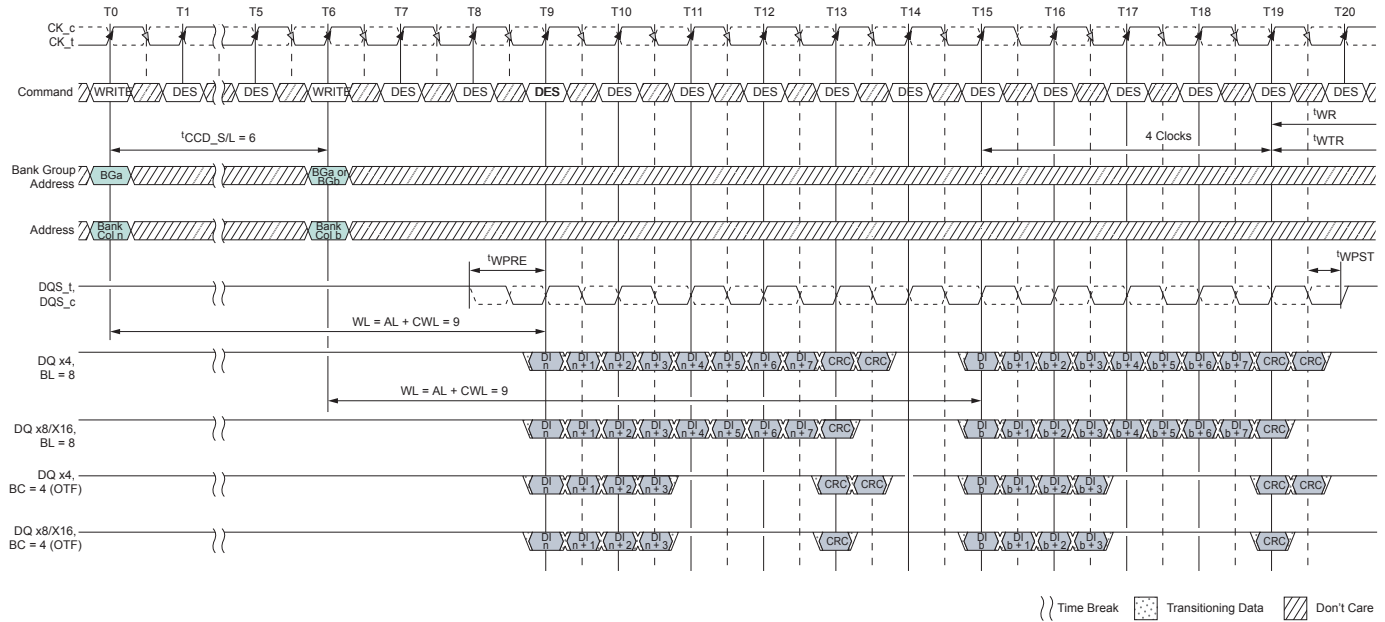 T0 T1 T5 T6 T7 T8 T9 T10 T11 T12 T13 T14 T15 T16 T17 T18 T19 T20
CK_c
CK_t
Command WRITE DES DES WRITE DES DES DES DES DES DES DES DES DES DES DES DES DES DES
tWR
tCCD_S/L = 6 4 Clocks tWTR
Bank Group
Address
BGa
BGa or
BGb
Address
Bank
Col n
Bank
Col b
tWPRE tWPST
DQS_t,
DQS_c
WL = AL + CWL = 9
DQ x4,
BL = 8
DI n DI n + 1 DI n + 2 DI n + 3 DI n + 4 DI n + 5 DI n + 6 DI n + 7 CRC CRC DI b DI b + 1 DI b + 2 DI b + 3 DI b + 4 DI b + 5 DI b + 6 DI b + 7 CRC CRC
WL = AL + CWL = 9
DQ x8/X16,
BL = 8
DI n DI n + 1 DI n + 2 DI n + 3 DI n + 4 DI n + 5 DI n + 6 DI n + 7 CRC DI b DI b + 1 DI b + 2 DI b + 3 DI b + 4 DI b + 5 DI b + 6 DI b + 7 CRC
DQ x4,
BC = 4 (OTF)
DI n DI n + 1 DI n + 2 DI n + 3 CRC CRC DI b DI b + 1 DI b + 2 DI b + 3 CRC CRC
DQ x8/X16,
BC = 4 (OTF)
DI n DI n + 1 DI n + 2 DI n + 3 CRC DI b DI b + 1 DI b + 2 DI b + 3 CRC
Time Break Transitioning Data Don't Care